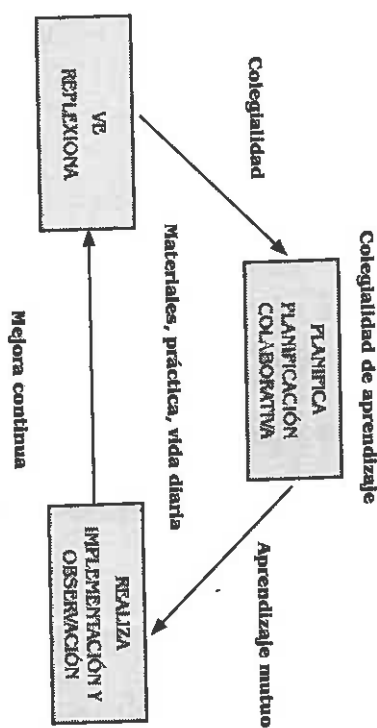 Colegialidad de aprendizaje
PLANIFICA
PLANIFICACIÓN
COLABORATIVA
Colegialidad
Aprendizaje mutuo
Materiales, práctica, vida diaria
VE
REFLEXIONA
REALIZA
IMPLEMENTACIÓN Y
OBSERVACIÓN
Mejora continua